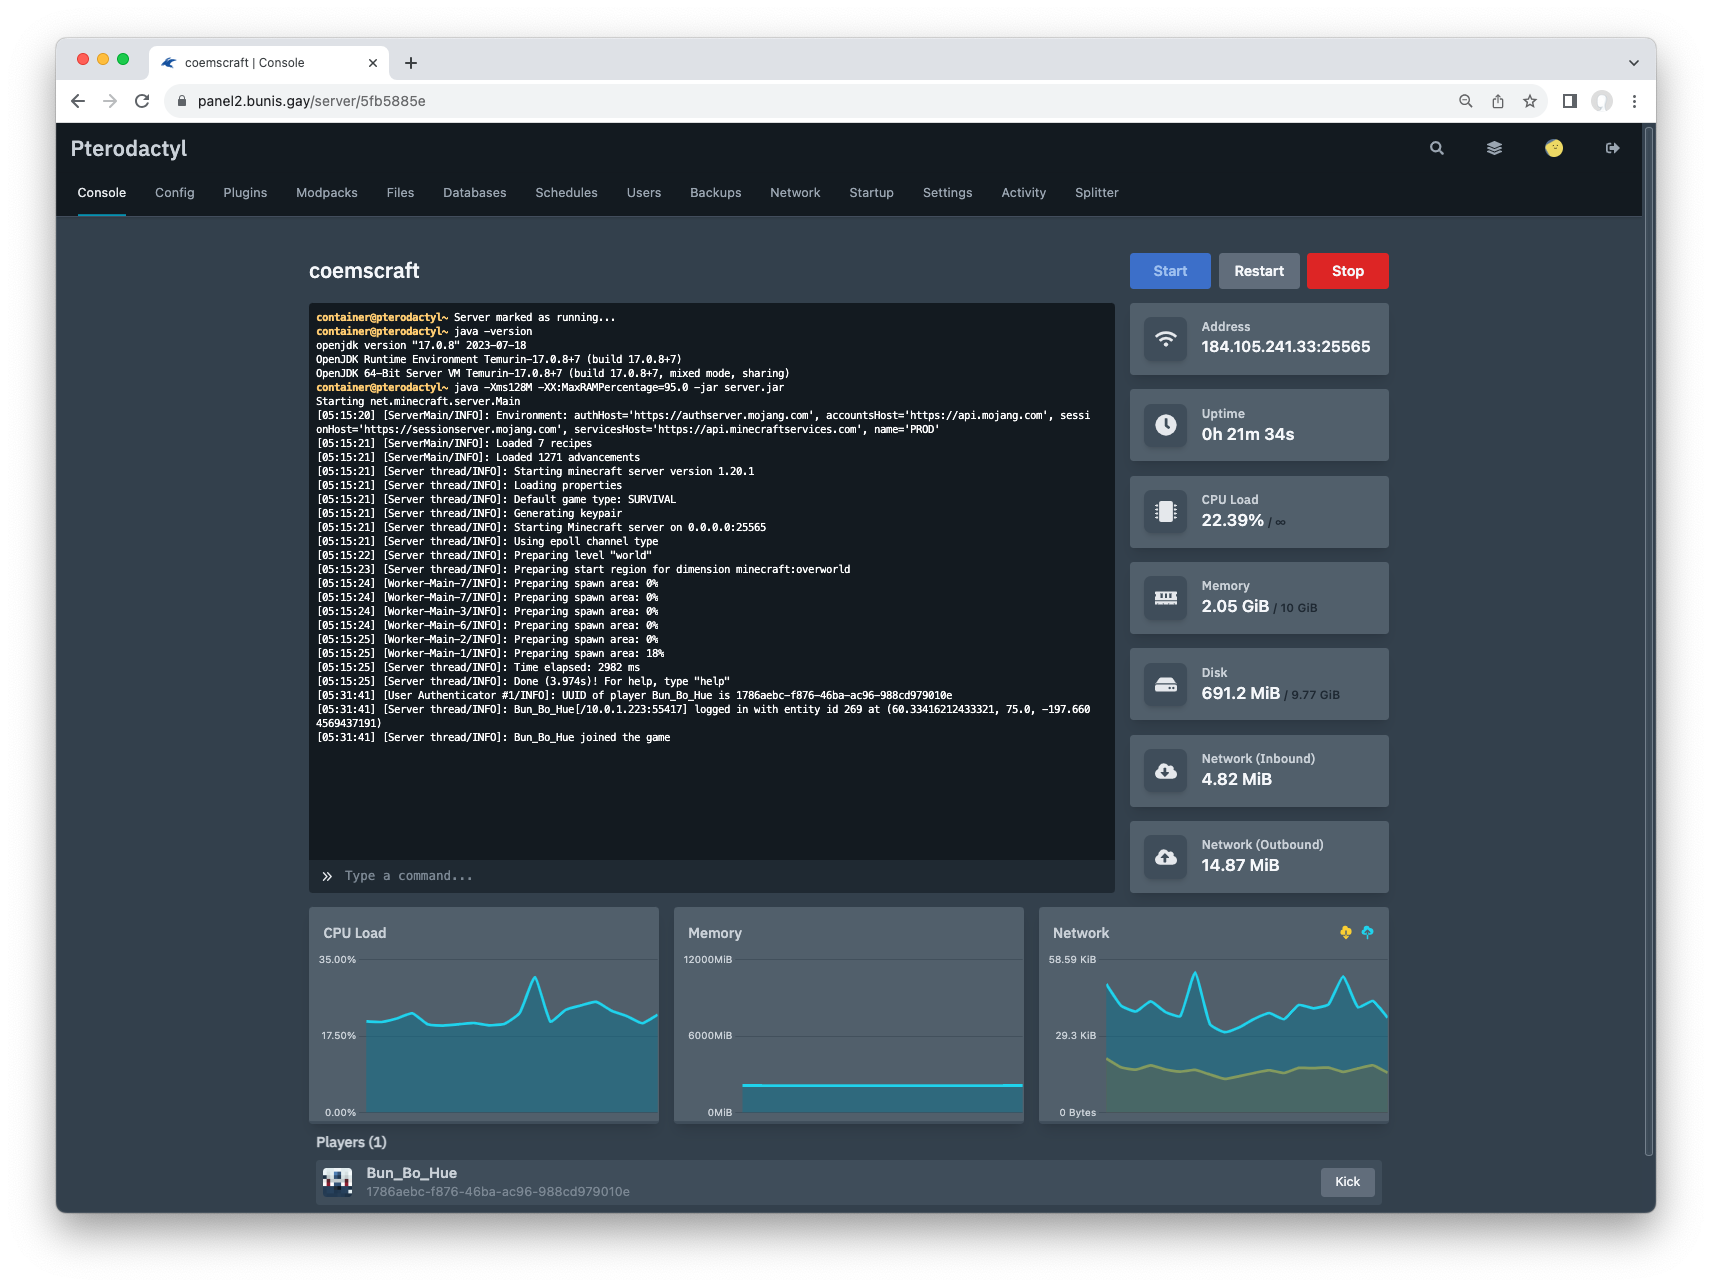 coemscraft | Console
panel2.bunis.gay/server/5fb5885e
Pterodactyl
Console Config Plugins Modpacks Files Databases Schedules Users Backups Network Startup Settings Activity Splitter
coemscraft
Start Restart Stop
container@pterodactyl~ Server marked as running...
container@pterodactyl~ java -version
openjdk version "17.0.8" 2023-07-18
OpenJDK Runtime Environment Temurin-17.0.8+7 (build 17.0.8+7)
OpenJDK 64-Bit Server VM Temurin-17.0.8+7 (build 17.0.8+7, mixed mode, sharing)
container@pterodactyl~ java -Xms128M -XX:MaxRAMPercentage=95.0 -jar server.jar
Starting net.minecraft.server.Main
[05:15:20] [ServerMain/INFO]: Environment: authHost='https://authserver.mojang.com', accountsHost='https://api.mojang.com', sessi
onHost='https://sessionserver.mojang.com', servicesHost='https://api.minecraftservices.com', name='PROD'
[05:15:21] [ServerMain/INFO]: Loaded 7 recipes
[05:15:21] [ServerMain/INFO]: Loaded 1271 advancements
[05:15:21] [Server thread/INFO]: Starting minecraft server version 1.20.1
[05:15:21] [Server thread/INFO]: Loading properties
[05:15:21] [Server thread/INFO]: Default game type: SURVIVAL
[05:15:21] [Server thread/INFO]: Generating keypair
[05:15:21] [Server thread/INFO]: Starting Minecraft server on 0.0.0.0:25565
[05:15:21] [Server thread/INFO]: Using epoll channel type
[05:15:22] [Server thread/INFO]: Preparing level "world"
[05:15:23] [Server thread/INFO]: Preparing start region for dimension minecraft:overworld
[05:15:24] [Worker-Main-7/INFO]: Preparing spawn area: 0%
[05:15:24] [Worker-Main-7/INFO]: Preparing spawn area: 0%
[05:15:24] [Worker-Main-3/INFO]: Preparing spawn area: 0%
[05:15:24] [Worker-Main-6/INFO]: Preparing spawn area: 0%
[05:15:25] [Worker-Main-2/INFO]: Preparing spawn area: 0%
[05:15:25] [Worker-Main-1/INFO]: Preparing spawn area: 18%
[05:15:25] [Server thread/INFO]: Time elapsed: 2982 ms
[05:15:25] [Server thread/INFO]: Done (3.974s)! For help, type "help"
[05:31:41] [User Authenticator #1/INFO]: UUID of player Bun_Bo_Hue is 1786aebc-f876-46ba-ac96-988cd979010e
[05:31:41] [Server thread/INFO]: Bun_Bo_Hue[/10.0.1.223:55417] logged in with entity id 269 at (60.33416212433321, 75.0, -197.660
4569437191)
[05:31:41] [Server thread/INFO]: Bun_Bo_Hue joined the game
Type a command...
Address
184.105.241.33:25565
Uptime
0h 21m 34s
CPU Load
22.39% / ∞
Memory
2.05 GiB / 10 GiB
Disk
691.2 MiB / 9.77 GiB
Network (Inbound)
4.82 MiB
Network (Outbound)
14.87 MiB
CPU Load
35.00%
17.50%
0.00%
Memory
12000MiB
6000MiB
0MiB
Network
58.59 KiB
29.3 KiB
0 Bytes
Players (1)
Bun_Bo_Hue
1786aebc-f876-46ba-ac96-988cd979010e
Kick